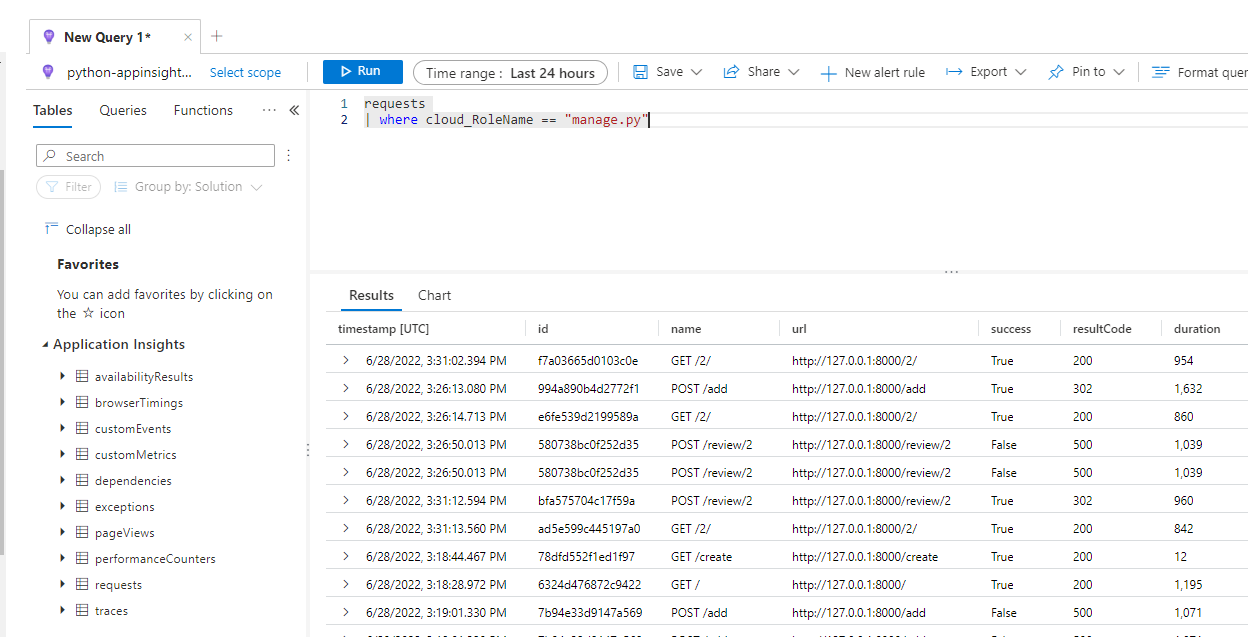 New Query 1*
python-appinsight... Select scope
Run Time range : Last 24 hours Save Share New alert rule Export Pin to Format quer
Tables Queries Functions
Search
Filter Group by: Solution
Collapse all
Favorites
You can add favorites by clicking on
the ☆ icon
Application Insights
availabilityResults
browserTimings
customEvents
customMetrics
dependencies
exceptions
pageViews
performanceCounters
requests
traces
1 requests
2 | where cloud_RoleName == "manage.py"
Results Chart
timestamp [UTC] id name url success resultCode duration
6/28/2022, 3:31:02.394 PM f7a03665d0103c0e GET /2/ http://127.0.0.1:8000/2/ True 200 954
6/28/2022, 3:26:13.080 PM 994a890b4d2772f1 POST /add http://127.0.0.1:8000/add True 302 1,632
6/28/2022, 3:26:14.713 PM e6fe539d2199589a GET /2/ http://127.0.0.1:8000/2/ True 200 860
6/28/2022, 3:26:50.013 PM 580738bc0f252d35 POST /review/2 http://127.0.0.1:8000/review/2 False 500 1,039
6/28/2022, 3:26:50.013 PM 580738bc0f252d35 POST /review/2 http://127.0.0.1:8000/review/2 False 500 1,039
6/28/2022, 3:31:12.594 PM bfa575704c17f59a POST /review/2 http://127.0.0.1:8000/review/2 True 302 960
6/28/2022, 3:31:13.560 PM ad5e599c445197a0 GET /2/ http://127.0.0.1:8000/2/ True 200 842
6/28/2022, 3:18:44.467 PM 78dfd552f1ed1f97 GET /create http://127.0.0.1:8000/create True 200 12
6/28/2022, 3:18:28.972 PM 6324d476872c9422 GET / http://127.0.0.1:8000/ True 200 1,195
6/28/2022, 3:19:01.330 PM 7b94e33d9147a569 POST /add http://127.0.0.1:8000/add False 500 1,071